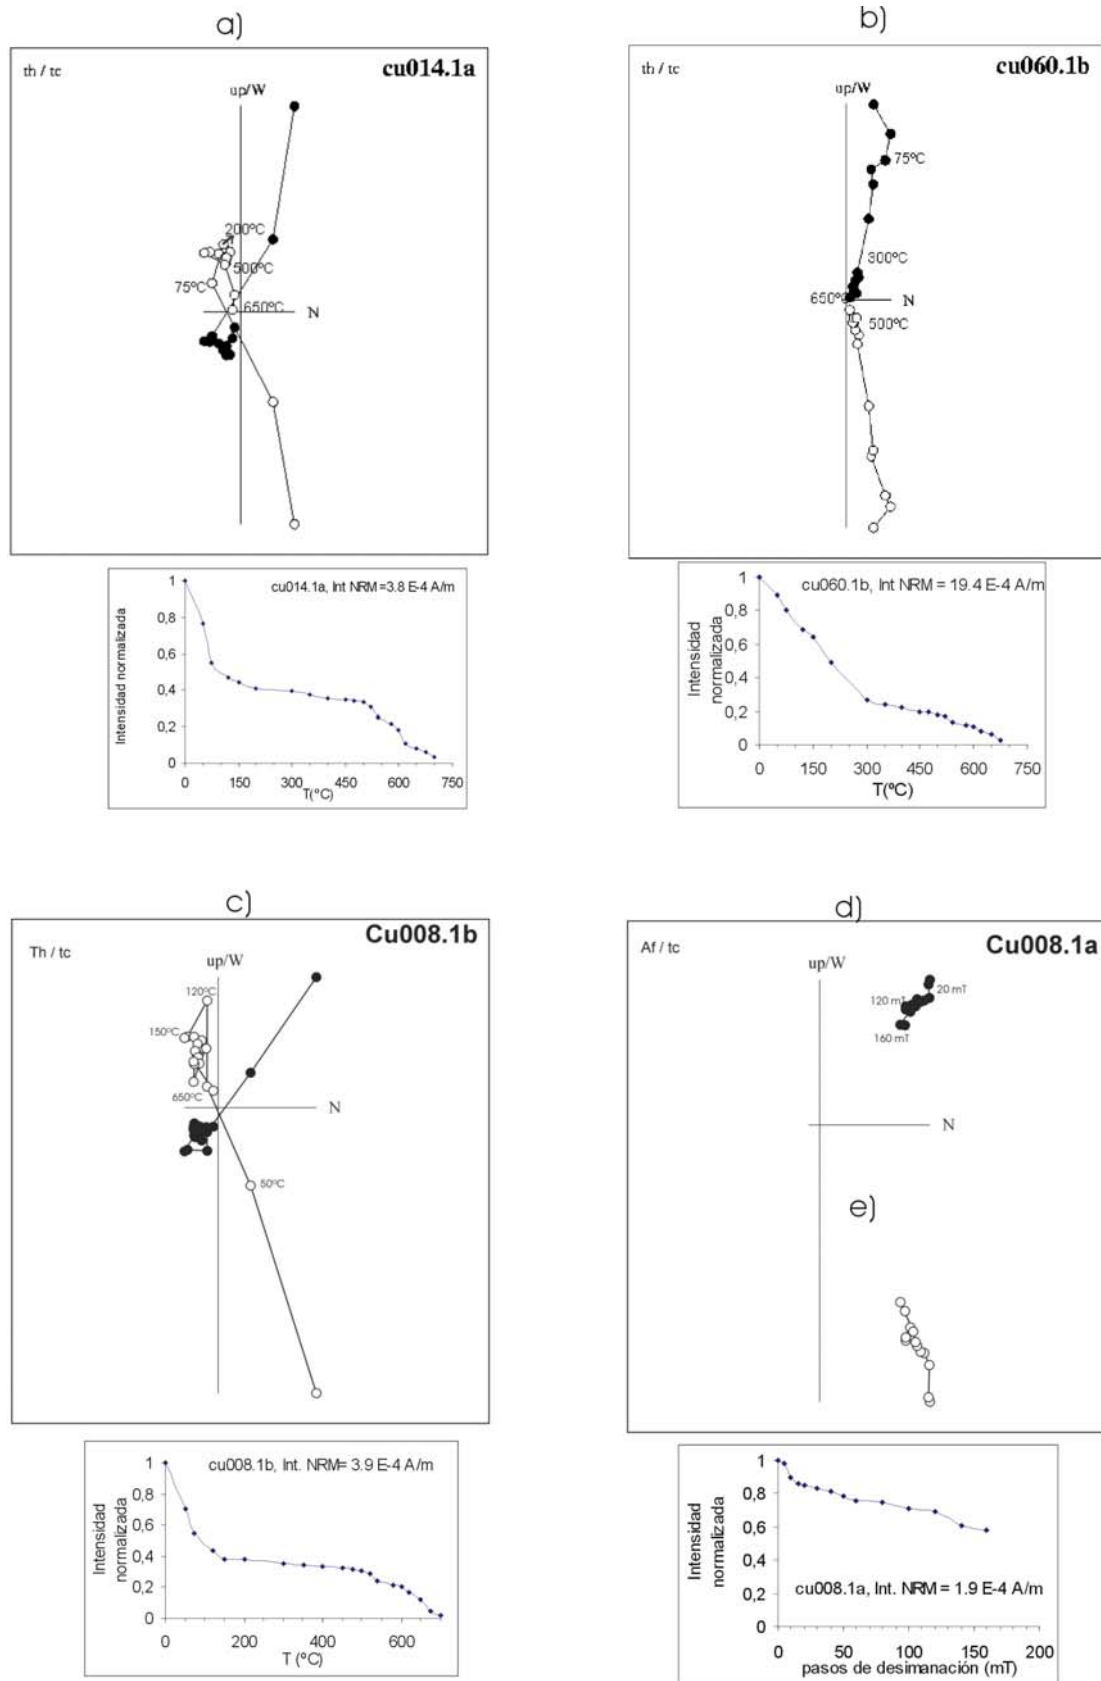 a)
th / tc
cu014.1a
up/W
200ºC
500ºC
75ºC
650ºC
N
Intensidad normalizada
cu014.1a, Int NRM =3.8 E-4 A/m
1
0,8
0,6
0,4
0,2
0
0 150 300 450 600 750
T(ºC)
b)
th / tc
cu060.1b
up/W
75ºC
300ºC
650ºC
N
500ºC
Intensidad
normalizada
cu060.1b, Int NRM = 19.4 E-4 A/m
1
0,8
0,6
0,4
0,2
0
0 150 300 450 600 750
T(ºC)
c)
Th / tc
Cu008.1b
up/W
120ºC
150ºC
650ºC
N
50ºC
Intensidad
normalizada
cu008.1b, Int. NRM= 3.9 E-4 A/m
1
0,8
0,6
0,4
0,2
0
0 200 400 600
T (ºC)
d)
Af / tc
Cu008.1a
up/W
20 mT
120 mT
160 mT
N
e)
Intensidad
normalizada
1
0,8
0,6
0,4
0,2
0
cu008.1a, Int. NRM = 1.9 E-4 A/m
0 50 100 150 200
pasos de desimanación (mT)